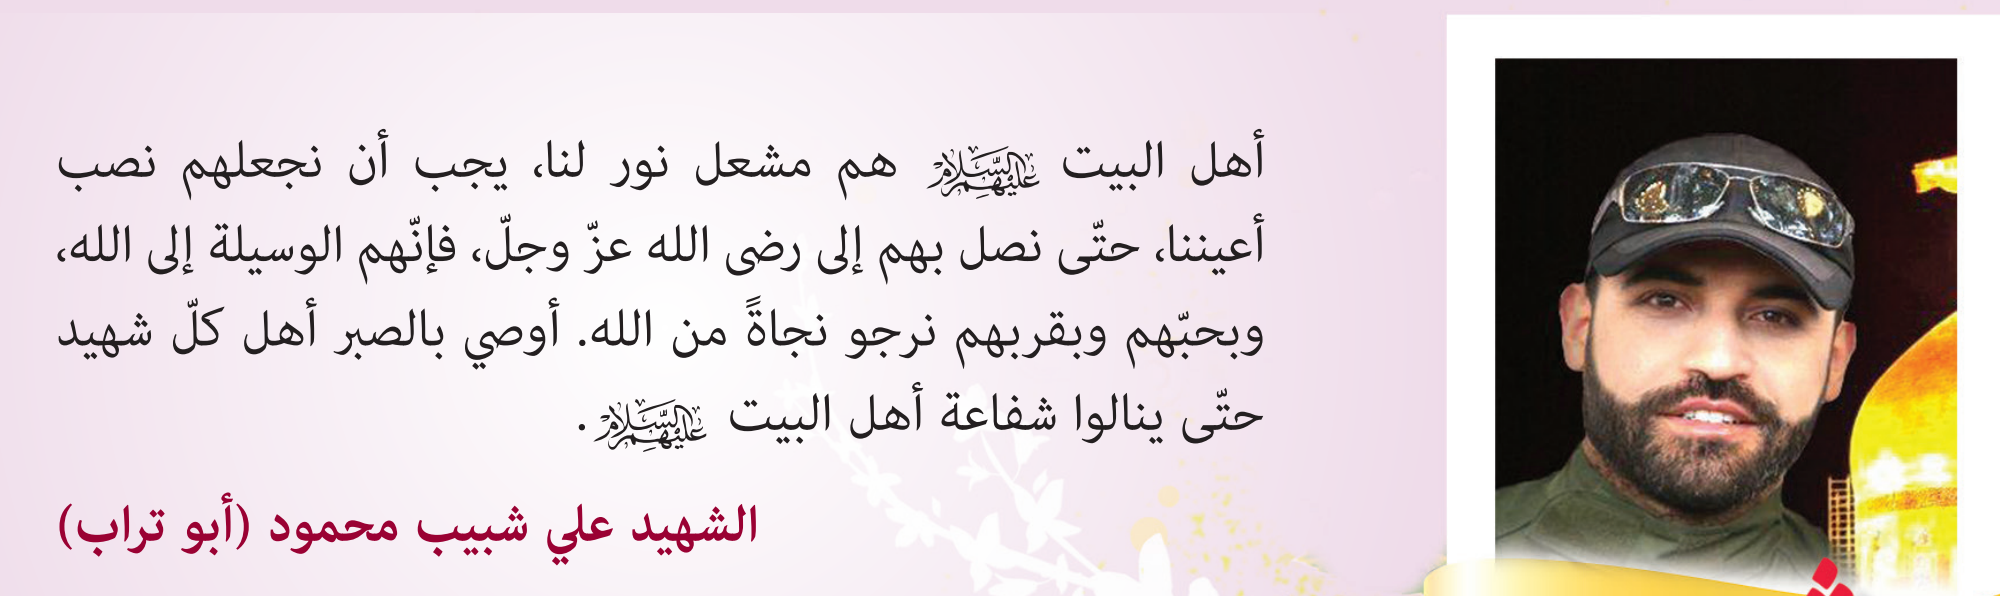 أهل البيت عليهم السلام هم مشعل نور لنا، يجب أن نجعلهم نصب
أعيننا، حتّى نصل بهم إلى رضى الله عزّ وجلّ، فإنّهم الوسيلة إلى الله،
وبحبّهم وبقربهم نرجو نجاةً من الله. أوصي بالصبر أهل كلّ شهيد
حتّى ينالوا شفاعة أهل البيت عليهم السلام.
الشهيد علي شبيب محمود (أبو تراب)